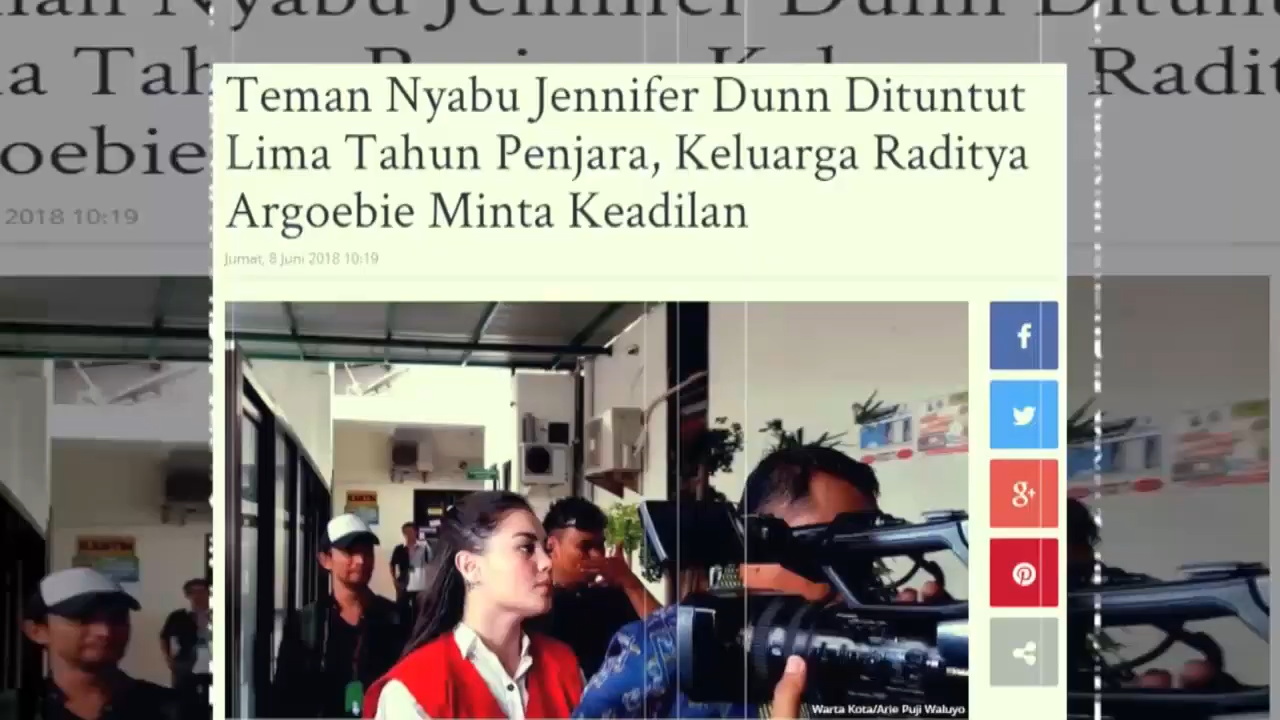 Teman Nyabu Jennifer Dunn Dituntut
Lima Tahun Penjara, Keluarga Raditya
Argoebie Minta Keadilan
Jumat, 8 Juni 2018 10:19
Warta Kota/Arie Puji Waluyo